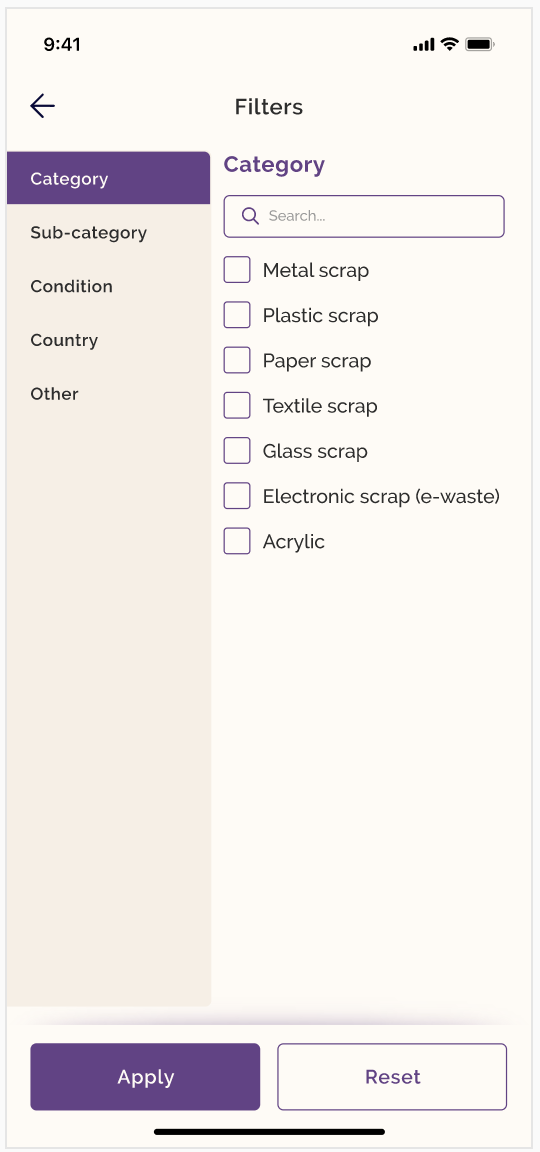 9:41
Filters
Category
Sub-category
Condition
Country
Other
Category
Search...
Metal scrap
Plastic scrap
Paper scrap
Textile scrap
Glass scrap
Electronic scrap (e-waste)
Acrylic
Apply
Reset